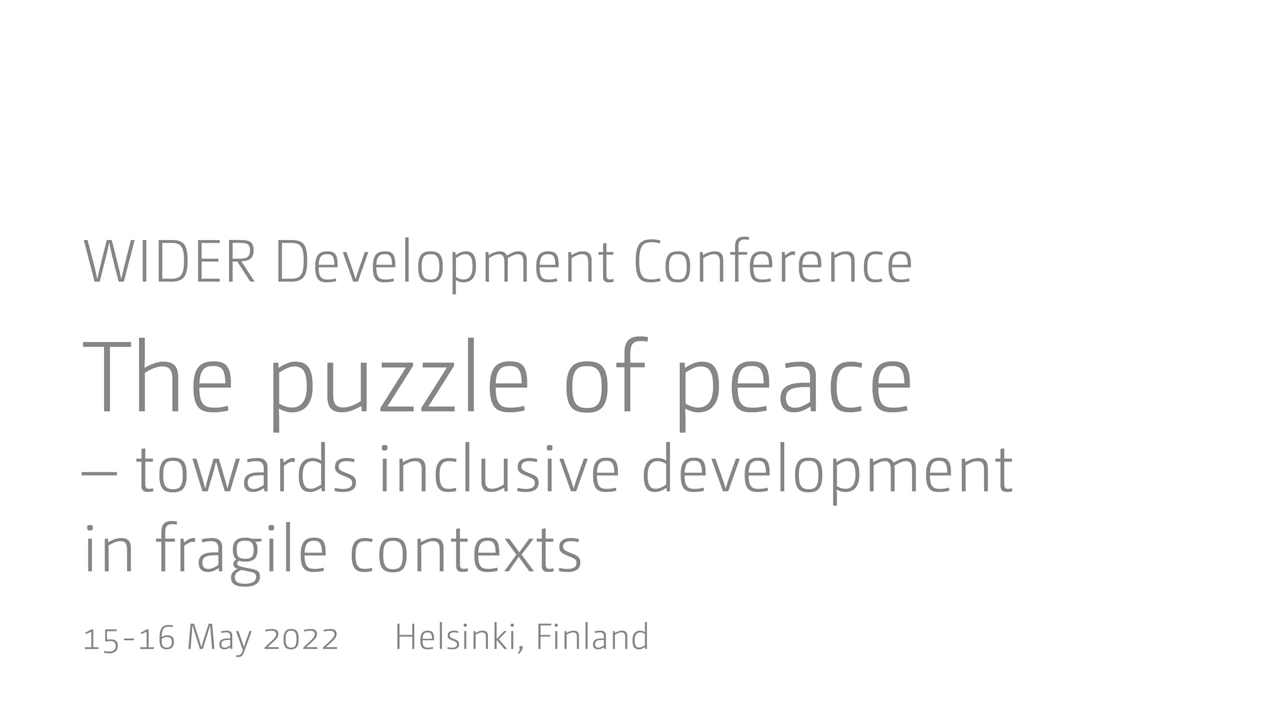 WIDER Development Conference
The puzzle of peace
– towards inclusive development
in fragile contexts
15-16 May 2022 Helsinki, Finland